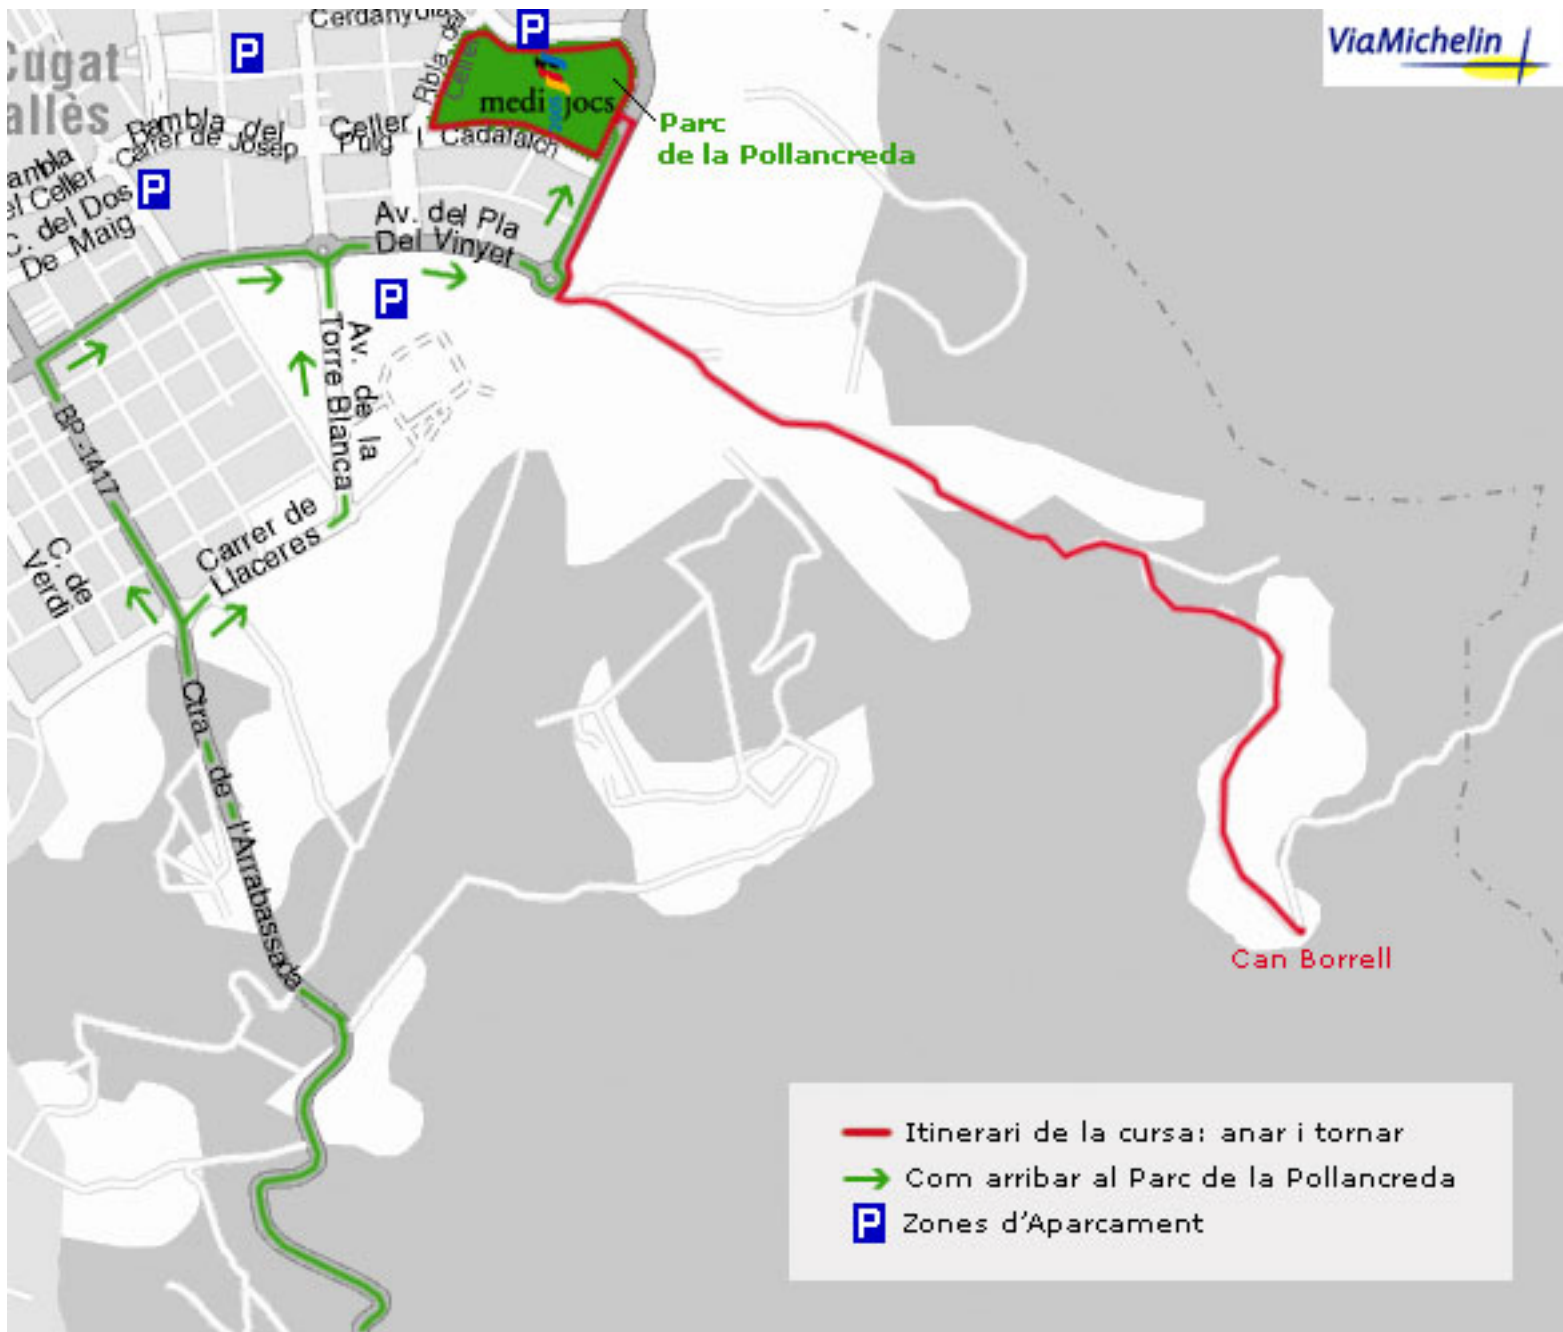 Cerdanyola
ViaMichelin
Cugat
allès
Rbla del
Celler
medi jocs
Parc
de la Pollancreda
Rambla del
Celler
Carrer de Josep
Puig I Cadafalch
ambla
el Celler
C. del Dos
De Maig
Av. del Pla
Del Vinyet
P
P
P
P
Av. de la
Torre Blanca
BP-1417
Carrer de
Llaceres
C. de
Verdi
Ctra. de l'Arrabassada
Can Borrell
Itinerari de la cursa: anar i tornar
Com arribar al Parc de la Pollancreda
P Zones d'Aparcament